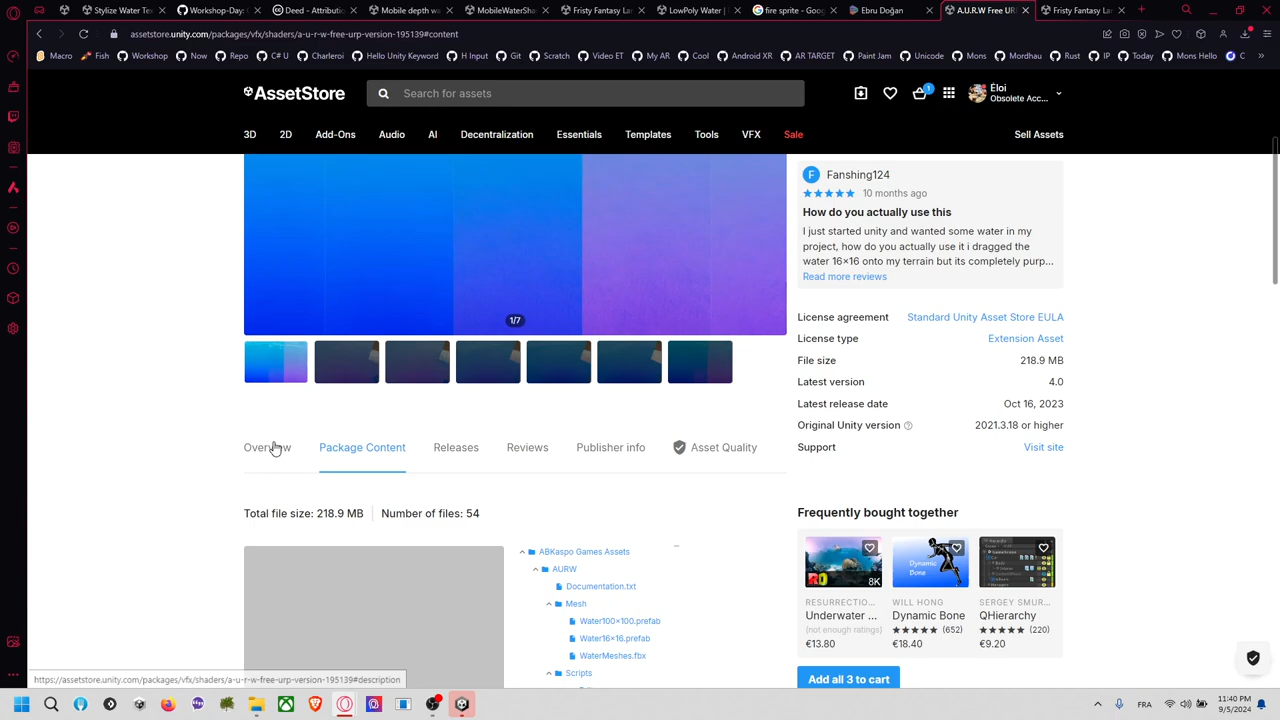 Stylize Water Tex
Workshop-Day:
Deed - Attributio
Mobile depth wa
MobileWaterSha
Fristy Fantasy La
LowPoly Water |
fire sprite - Goog
Ebru Doğan
A.U.R.W FREE UR
Fristy Fantasy Lan
assetstore.unity.com/packages/vfx/shaders/a-u-r-w-free-urp-version-195139#content
Macro
Fish
Workshop
Now
Repo
C# U
Charleroi
Hello Unity Keyword
H Input
Git
Scratch
Video ET
My AR
Cool
Android XR
AR TARGET
Paint Jam
Unicode
Mons
Mordhau
Rust
IP
Today
Mons Hello
C
AssetStore
Search for assets
1
Éloi
Obsolete Acc...
3D
2D
Add-Ons
Audio
AI
Decentralization
Essentials
Templates
Tools
VFX
Sale
Sell Assets
1/7
F
Fanshing124
10 months ago
How do you actually use this
I just started unity and wanted some water in my
project, how do you actually use it i dragged the
water 16x16 onto my terrain but its completely purp...
Read more reviews
License agreement
Standard Unity Asset Store EULA
License type
Extension Asset
File size
218.9 MB
Latest version
4.0
Latest release date
Oct 16, 2023
Original Unity version
2021.3.18 or higher
Support
Visit site
Overview
Package Content
Releases
Reviews
Publisher info
Asset Quality
Total file size: 218.9 MB
Number of files: 54
ABKaspo Games Assets
AURW
Documentation.txt
Mesh
Water100x100.prefab
Water16x16.prefab
WaterMeshes.fbx
Scripts
Frequently bought together
8K
RESURRECTIO...
Underwater ...
(not enough ratings)
€13.80
Dynamic
Bone
WILL HONG
Dynamic Bone
(652)
€18.40
SERGEY SMUR...
QHierarchy
(220)
€9.20
Add all 3 to cart
https://assetstore.unity.com/packages/vfx/shaders/a-u-r-w-free-urp-version-195139#description
FRA
11:40 PM
9/5/2024